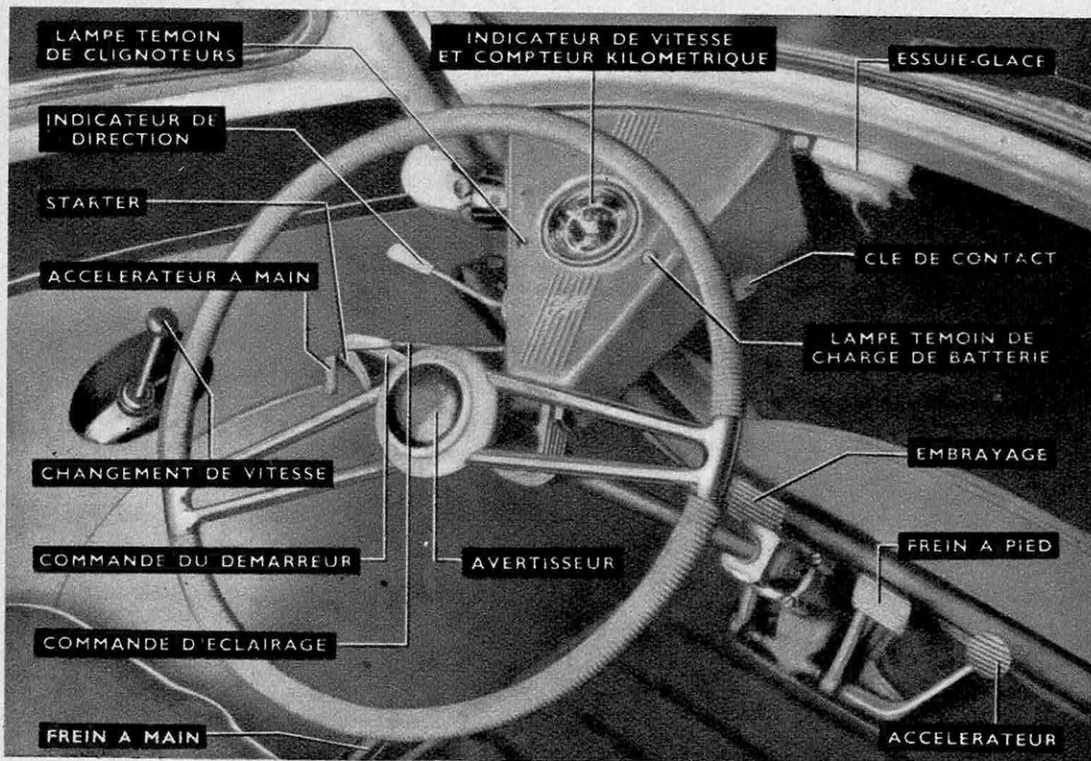 LAMPE TEMOIN
DE CLIGNOTEURS
INDICATEUR DE VITESSE
ET COMPTEUR KILOMETRIQUE
ESSUIE-GLACE
INDICATEUR DE
DIRECTION
STARTER
ACCELERATEUR A MAIN
CLE DE CONTACT
LAMPE TEMOIN DE
CHARGE DE BATTERIE
CHANGEMENT DE VITESSE
EMBRAYAGE
COMMANDE DU DEMARREUR
AVERTISSEUR
FREIN A PIED
COMMANDE D'ECLAIRAGE
FREIN A MAIN
ACCELERATEUR